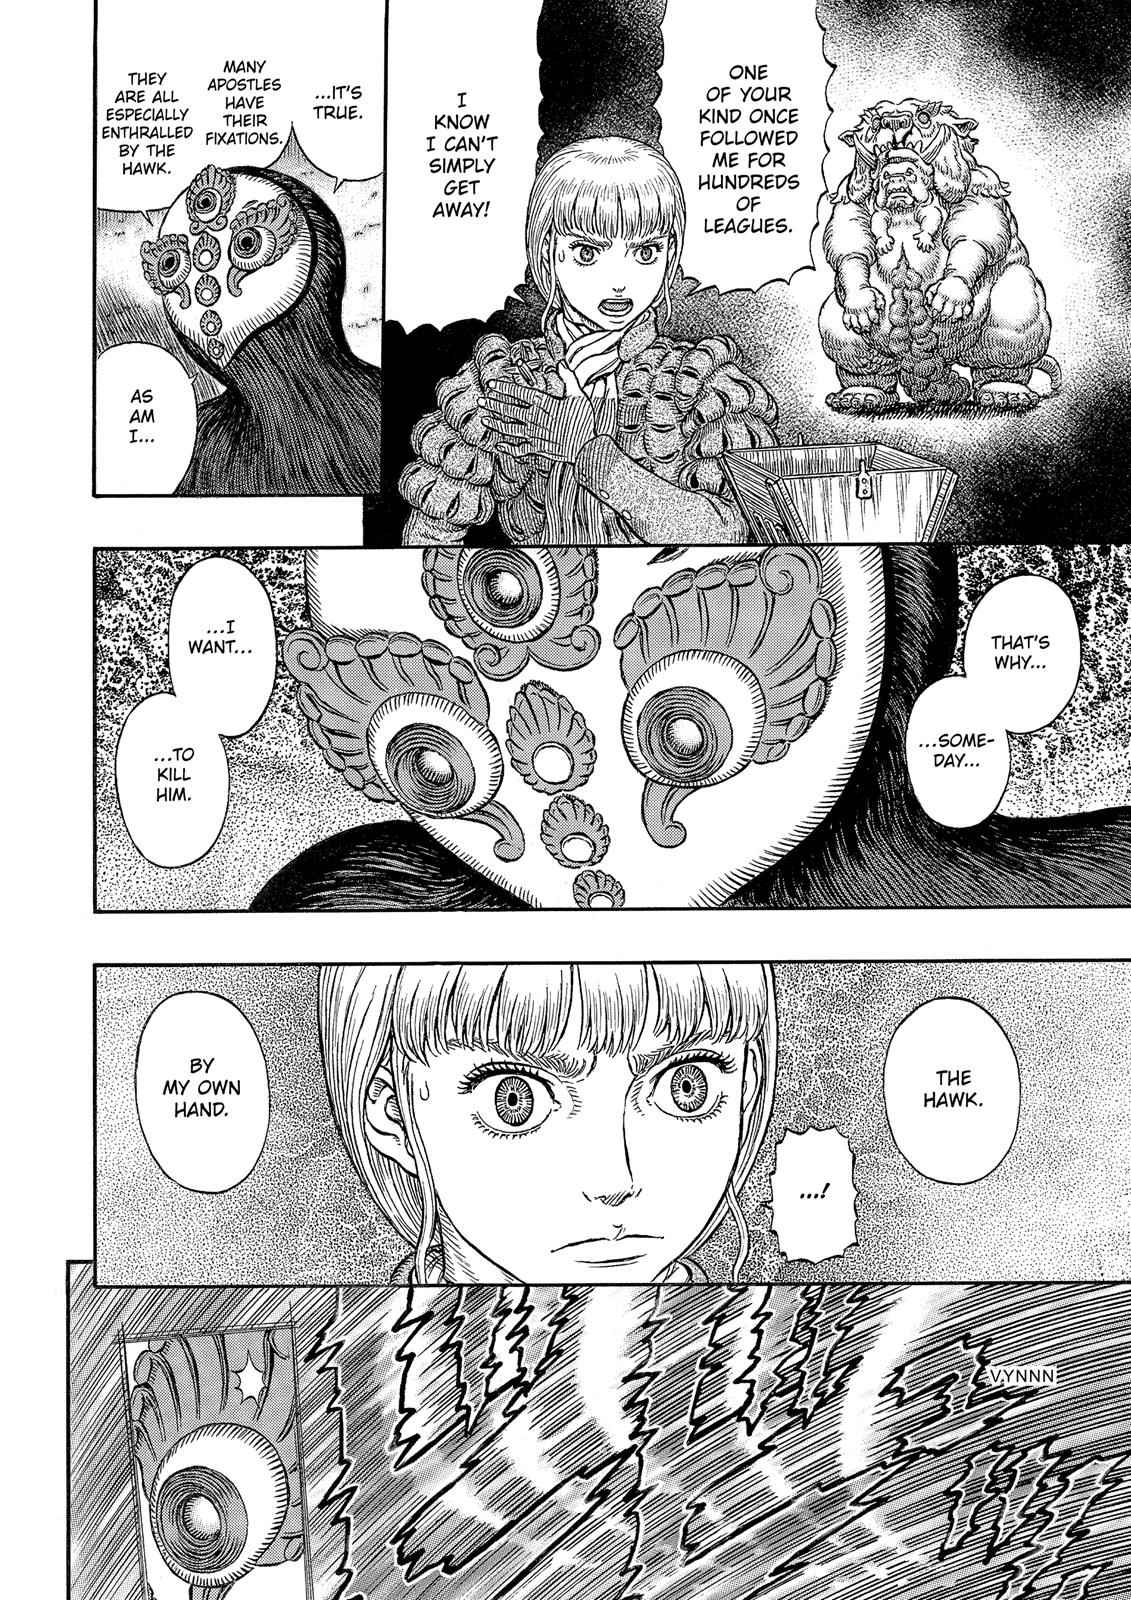 ONE
OF YOUR
KIND ONCE
FOLLOWED
ME FOR
HUNDREDS
OF
LEAGUES.
I
KNOW
I CAN'T
SIMPLY
GET
AWAY!
...IT'S
TRUE.
MANY
APOSTLES
HAVE
THEIR
FIXATIONS.
THEY
ARE ALL
ESPECIALLY
ENTHRALLED
BY THE
HAWK.
AS
AM
I...
THAT'S
WHY...
...SOME-
DAY...
...I
WANT...
...TO
KILL
HIM.
THE
HAWK.
...!
BY
MY OWN
HAND.
VYNNN